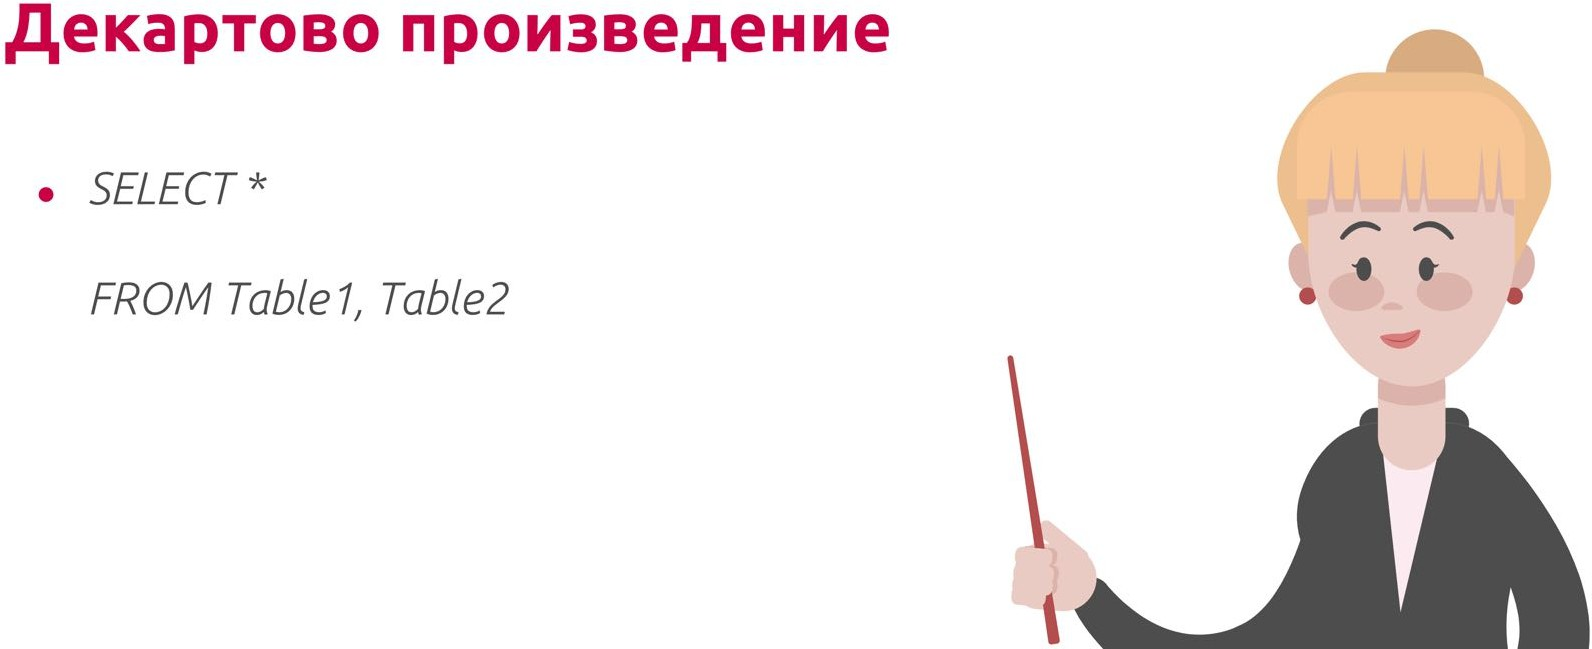 Декартово произведение
• SELECT *
FROM Table1, Table2